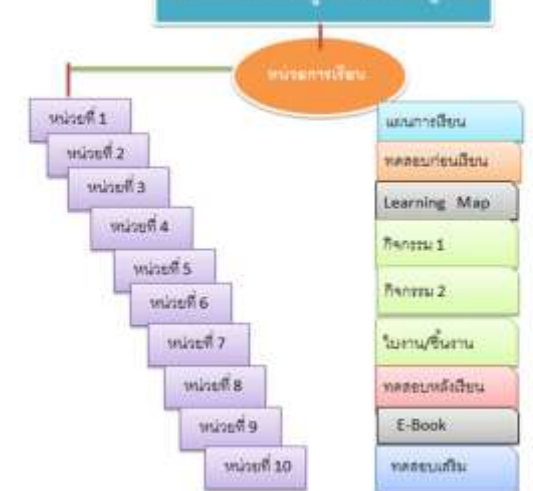 หน่วยการเรียน
หน่วยที่ 1
หน่วยที่ 2
หน่วยที่ 3
หน่วยที่ 4
หน่วยที่ 5
หน่วยที่ 6
หน่วยที่ 7
หน่วยที่ 8
หน่วยที่ 9
หน่วยที่ 10
แผนการเรียน
ทดสอบก่อนเรียน
Learning Map
กิจกรรม 1
กิจกรรม 2
ใบงาน/ชิ้นงาน
ทดสอบหลังเรียน
E-Book
ทดสอบเสริม